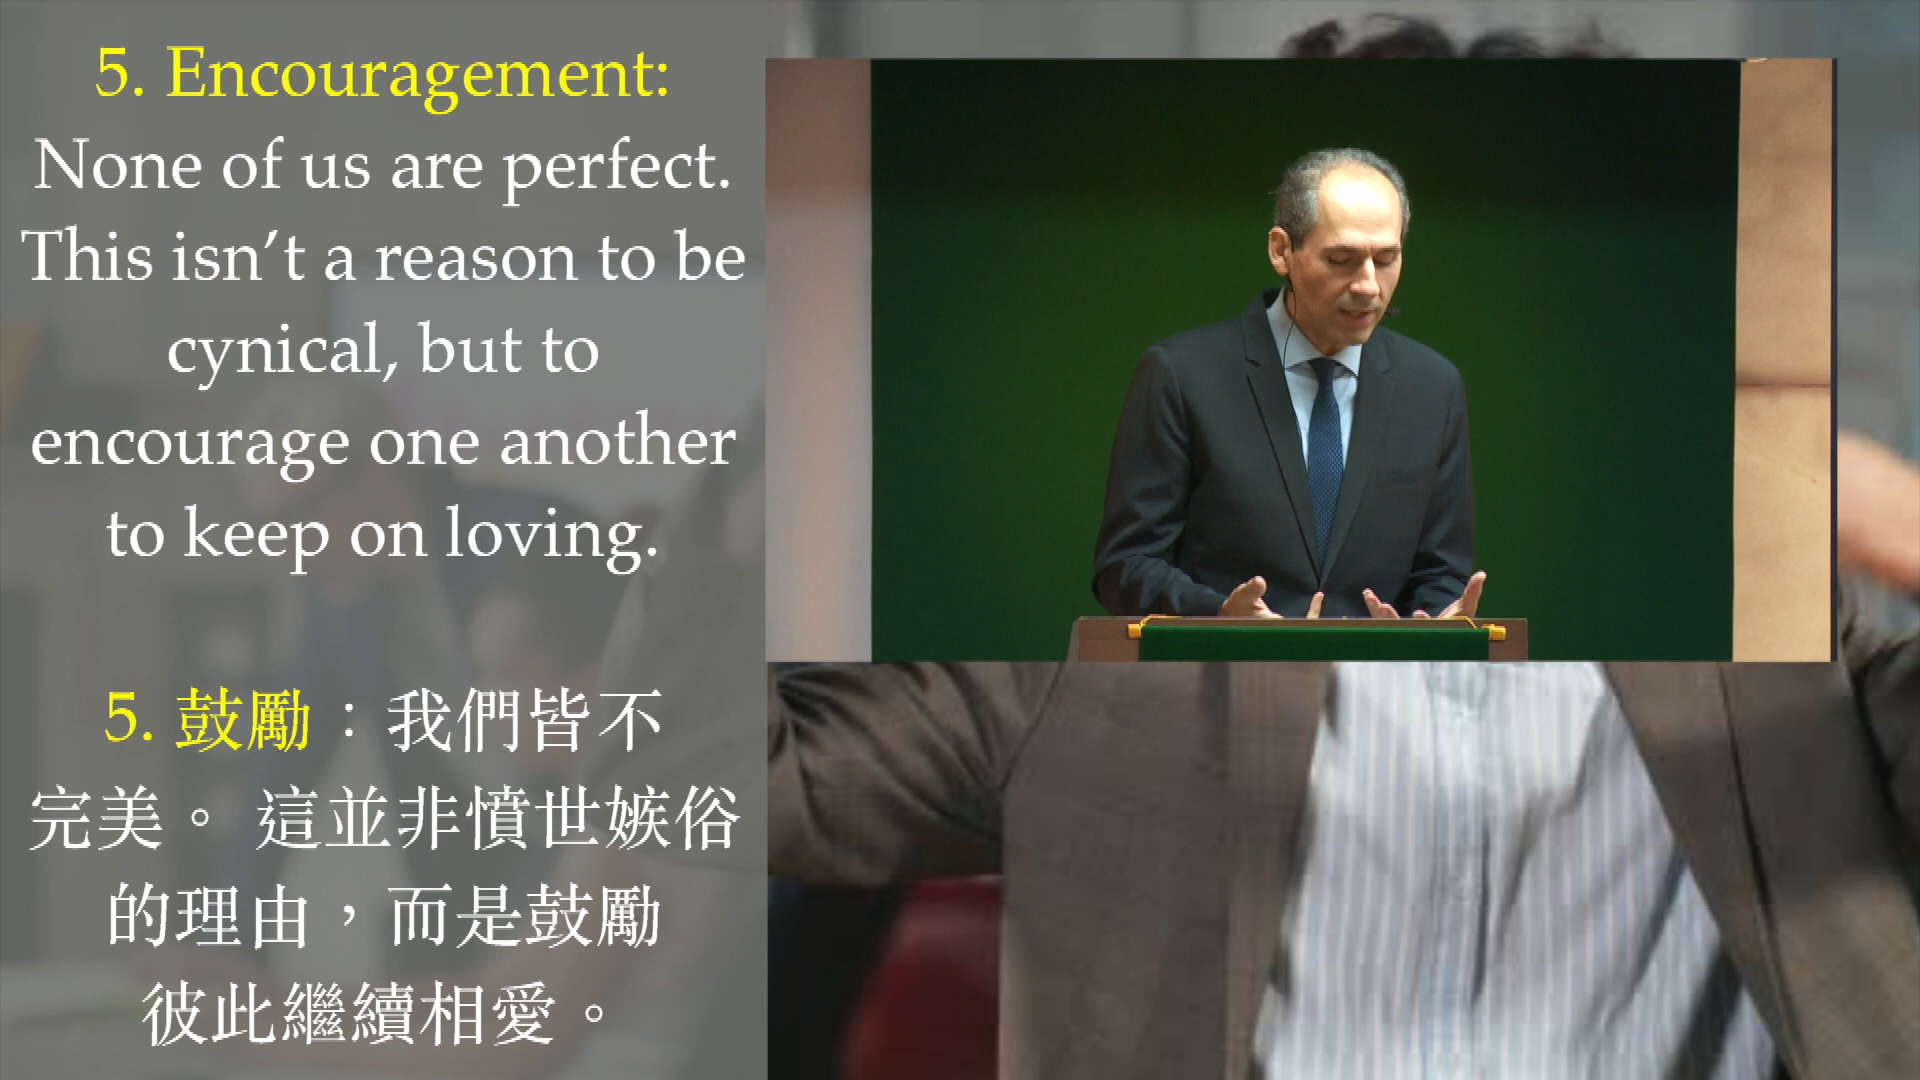 5. Encouragement:
None of us are perfect.
This isn’t a reason to be
cynical, but to
encourage one another
to keep on loving.
5. 鼓勵：我們皆不
完美。 這並非憤世嫉俗
的理由，而是鼓勵
彼此繼續相愛。